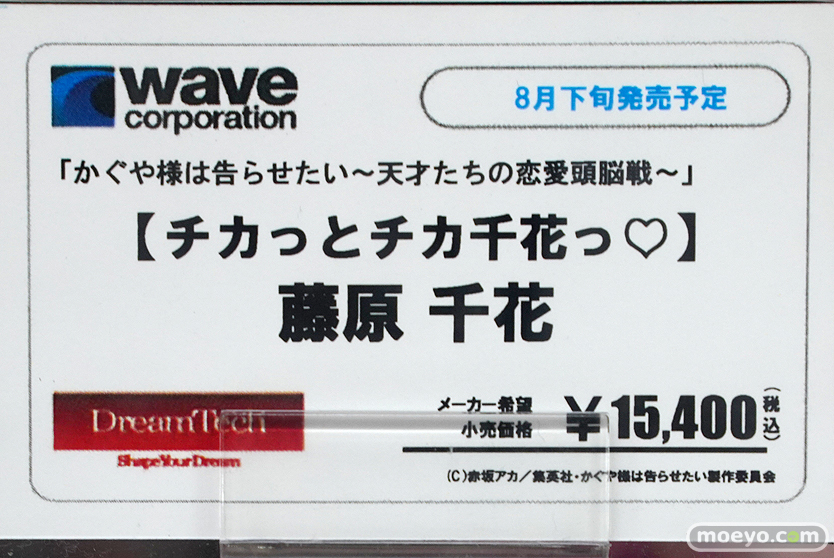 wave
corporation
8月下旬発売予定
「かぐや様は告らせたい～天才たちの恋愛頭脳戦～」
【チカっとチカ千花っ♡】
藤原 千花
DreamTech
Shape Your Dream
メーカー希望
小売価格
￥15,400(税込)
(C)赤坂アカ／集英社・かぐや様は告らせたい製作委員会
moeyo.com